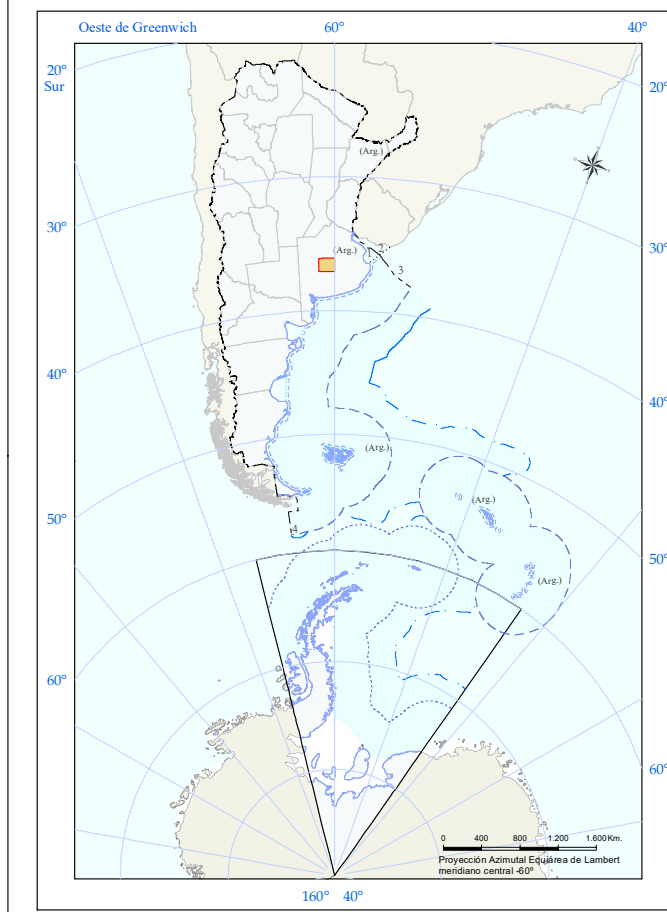 Oeste de Greenwich
60°
40°
20°
Sur
20°
(Arg.)
30°
30°
(Arg.)
1
2
3
40°
40°
(Arg.)
(Arg.)
50°
4
50°
(Arg.)
60°
60°
0 400 800 1.200 1.600 Km.
Proyección Azimutal Equiárea de Lambert
meridiano central -60º
160° 40°